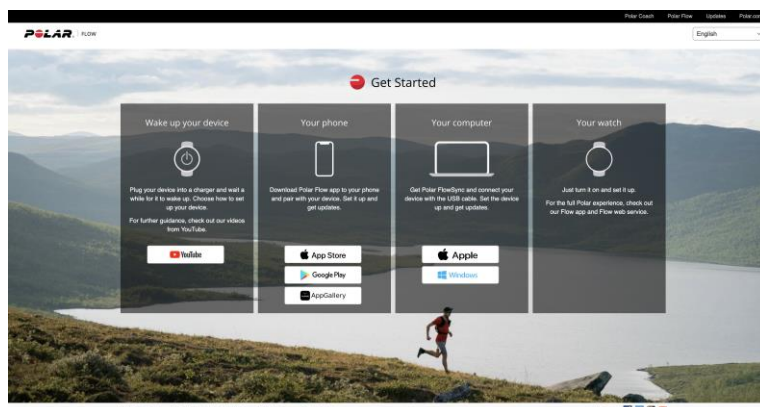 Polar Coach Polar Flow Updates Polar.com
POLAR. FLOW
English
Get Started
Wake up your device
Plug your device into a charger and wait a
while for it to wake up. Choose how to set
up your device.
For further guidance, check out our videos
from YouTube.
YouTube
Your phone
Download Polar Flow app to your phone
and pair with your device. Set it up and
get updates.
App Store
Google Play
AppGallery
Your computer
Get Polar FlowSync and connect your
device with the USB cable. Set the device
up and get updates.
Apple
Windows
Your watch
Just turn it on and set it up.
For the full Polar experience, check out
our Flow app and Flow web service.